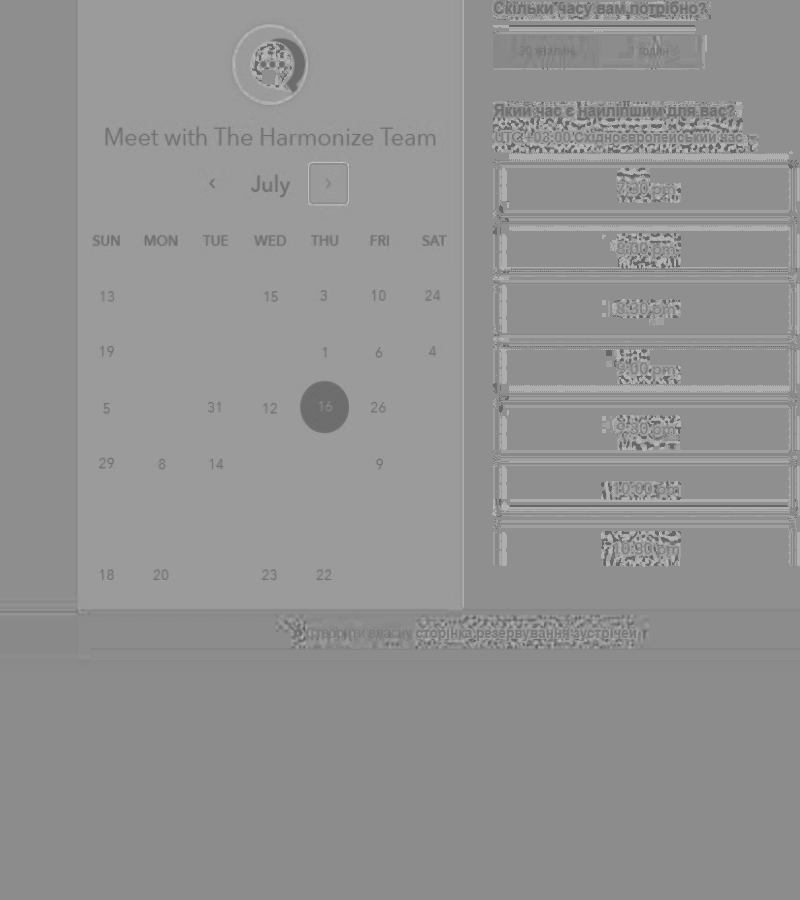 Meet with The Harmonize Team
July
SUN MON TUE WED THU FRI SAT
13 15 3 10 24
19 1 6 4
5 31 12 16 26
29 8 14 9
18 20 23 22
Скільки часу вам потрібно?
30 хвилин 1 годин
Який час є найліпшим для вас?
UTC +03:00 Східноєвропейський час
7:30 pm
8:00 pm
8:30 pm
9:00 pm
9:30 pm
10:00 pm
10:30 pm
Створити власну сторінка резервування зустрічей